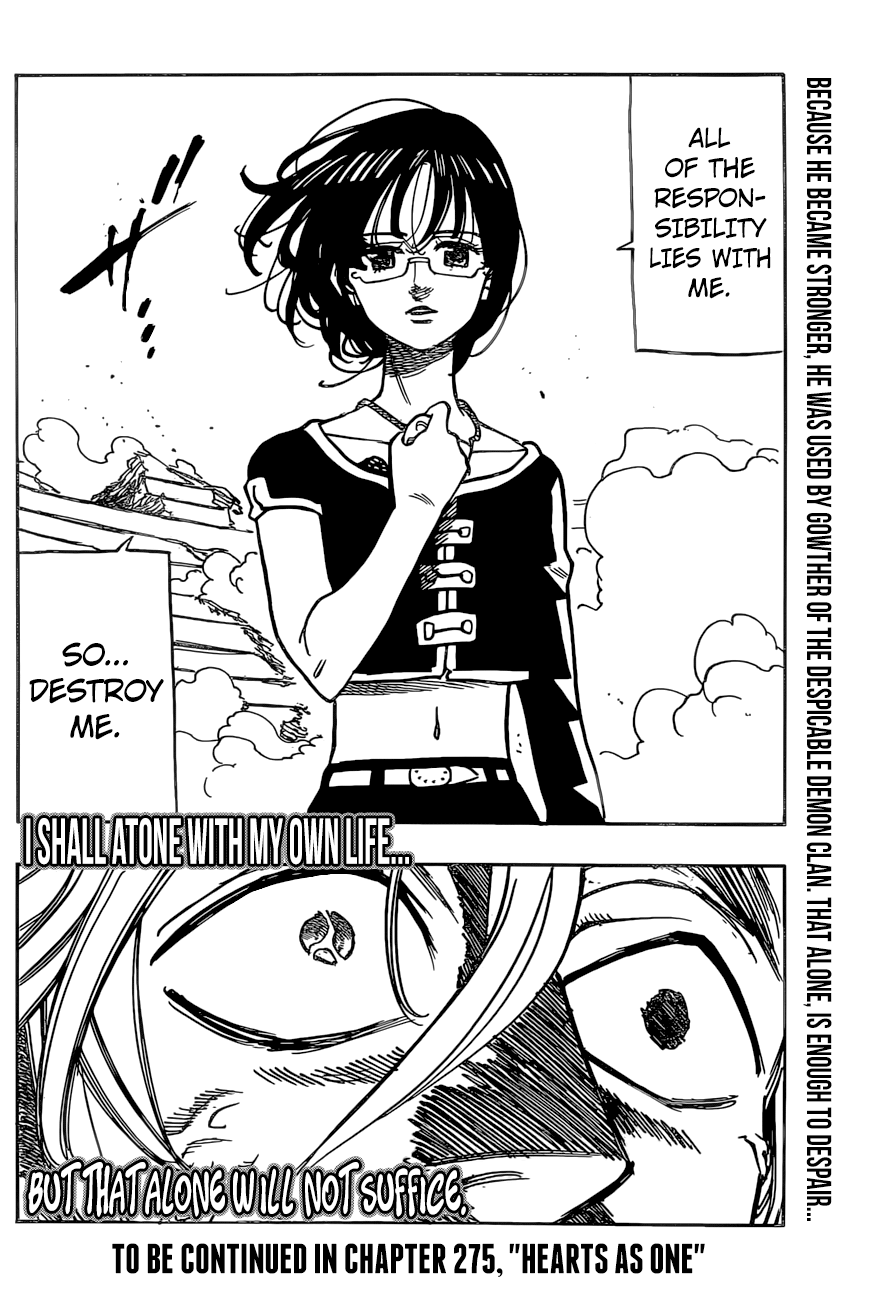 ALL
OF THE
RESPON-
SIBILITY
LIES WITH
ME.
SO...
DESTROY
ME.
I SHALL ATONE WITH MY OWN LIFE...
BUT THAT ALONE WILL NOT SUFFICE.
BECAUSE HE BECAME STRONGER, HE WAS USED BY GOWTHER OF THE DESPICABLE DEMON CLAN. THAT ALONE, IS ENOUGH TO DESPAIR...
TO BE CONTINUED IN CHAPTER 275, "HEARTS AS ONE"